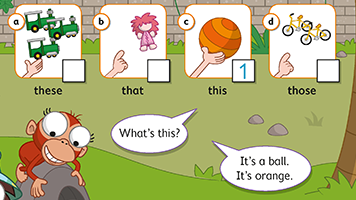 a b c d
1
these that this those
What's this?
It's a ball.
It's orange.